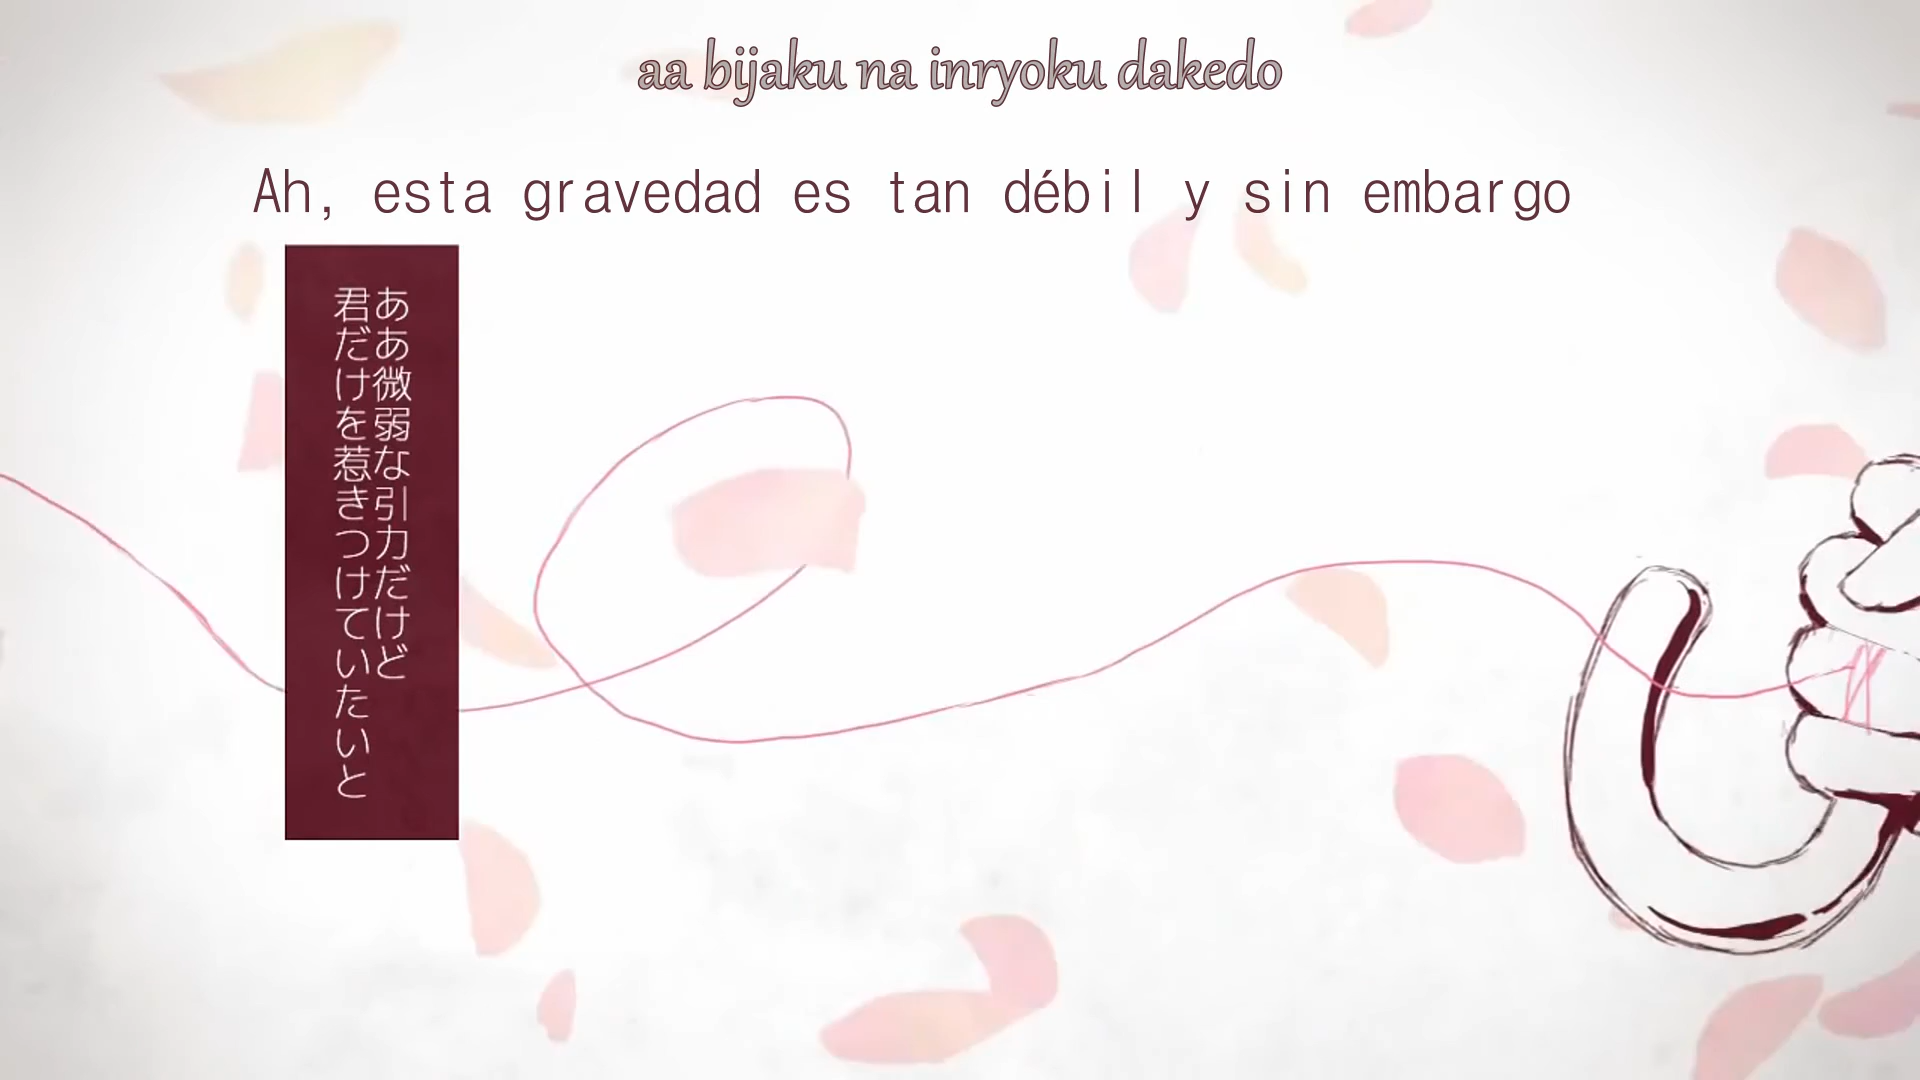 aa bijaku na inryoku dakedo
Ah, esta gravedad es tan débil y sin embargo
ああ微弱な引力だけど
君だけを惹きつけていたいと